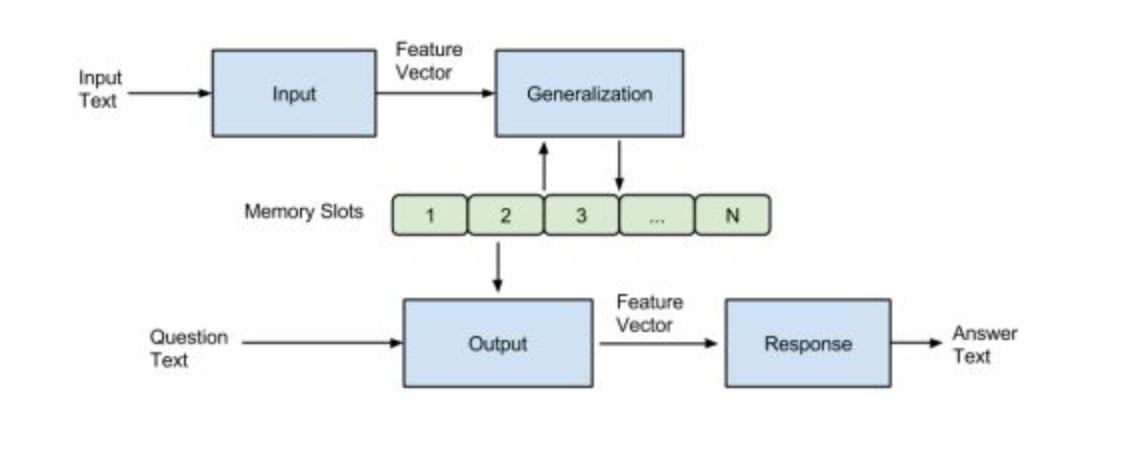 Input
Text
Input
Feature
Vector
Generalization
Memory Slots
1
2
3
...
N
Question
Text
Output
Feature
Vector
Response
Answer
Text